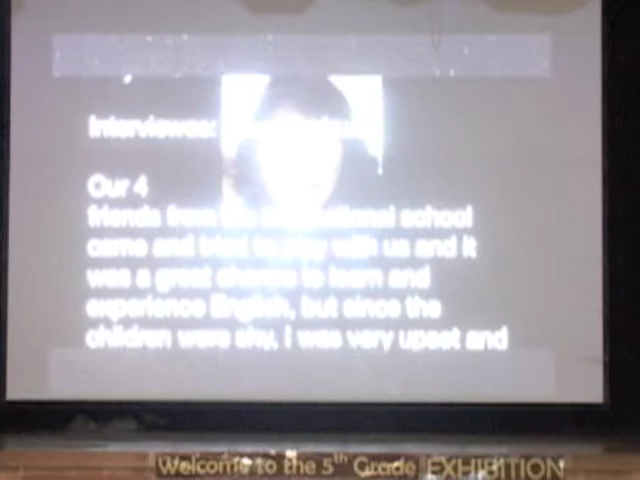 Interviewee:
Our 4
friends from the international school
came and tried to play with us and it
was a great chance to learn and
experience English, but since the
children were shy, I was very upset and
Welcome to the 5th Grade EXHIBITION